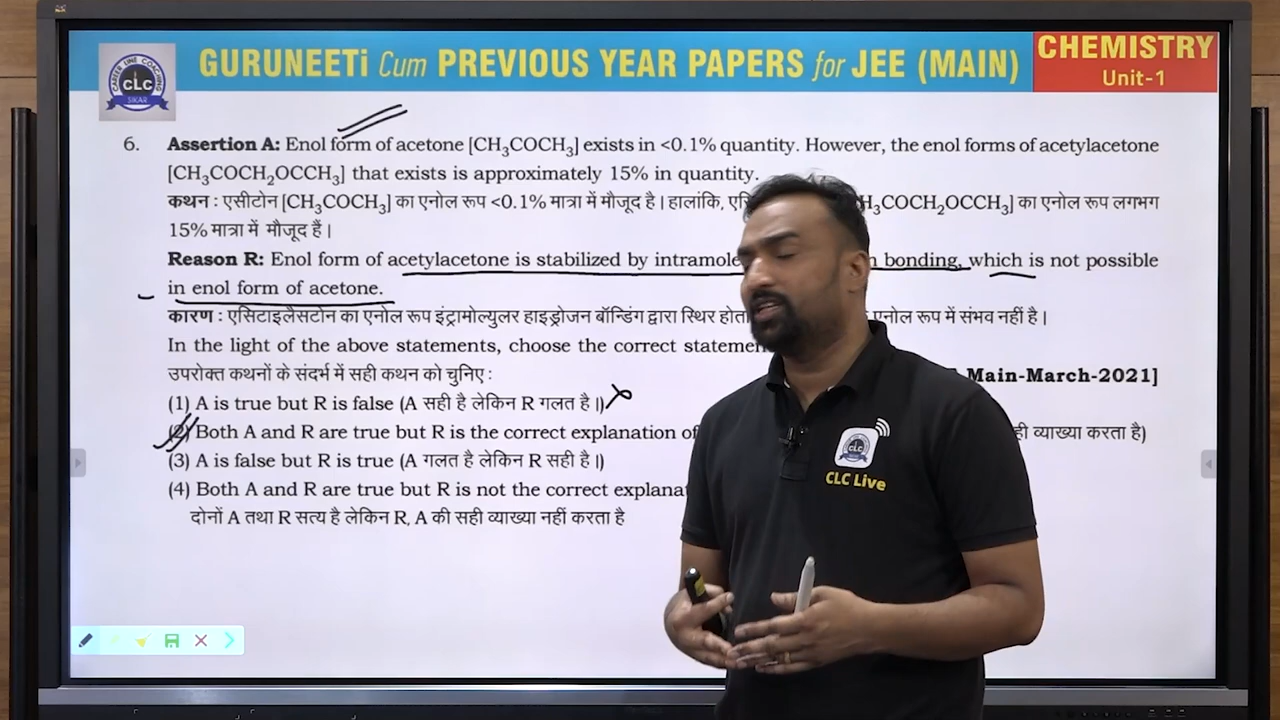 GURUNEETi Cum PREVIOUS YEAR PAPERS for JEE (MAIN)
CHEMISTRY
Unit-1
CAREER LINE COACHING
CLC
SIKAR
6. Assertion A: Enol form of acetone [CH₃COCH₃] exists in <0.1% quantity. However, the enol forms of acetylacetone
[CH₃COCH₂OCCH₃] that exists is approximately 15% in quantity.
कथन : एसीटोन [CH₃COCH₃] का एनोल रूप <0.1% मात्रा में मौजूद है। हालांकि, H₃COCH₂OCCH₃] का एनोल रूप लगभग
15% मात्रा में मौजूद हैं।
Reason R: Enol form of acetylacetone is stabilized by bonding, which is not possible
in enol form of acetone.
कारण : एसिटाइलैसटोन का एनोल रूप इंट्रामोल्युलर हाइड्रोजन बॉन्डिंग द्वारा स्थिर एनोल रूप में संभव नहीं है।
In the light of the above statements, choose the correct
उपरोक्त कथनों के संदर्भ में सही कथन को चुनिए :
Main-March-2021]
(1) A is true but R is false (A सही है लेकिन R गलत है।)
(2) Both A and R are true but R is the correct explanation of व्याख्या करता है)
(3) A is false but R is true (A गलत है लेकिन R सही है।)
(4) Both A and R are true but R is not the correct
दोनों A तथा R सत्य है लेकिन R, A की सही व्याख्या नहीं करता है
CLC Live